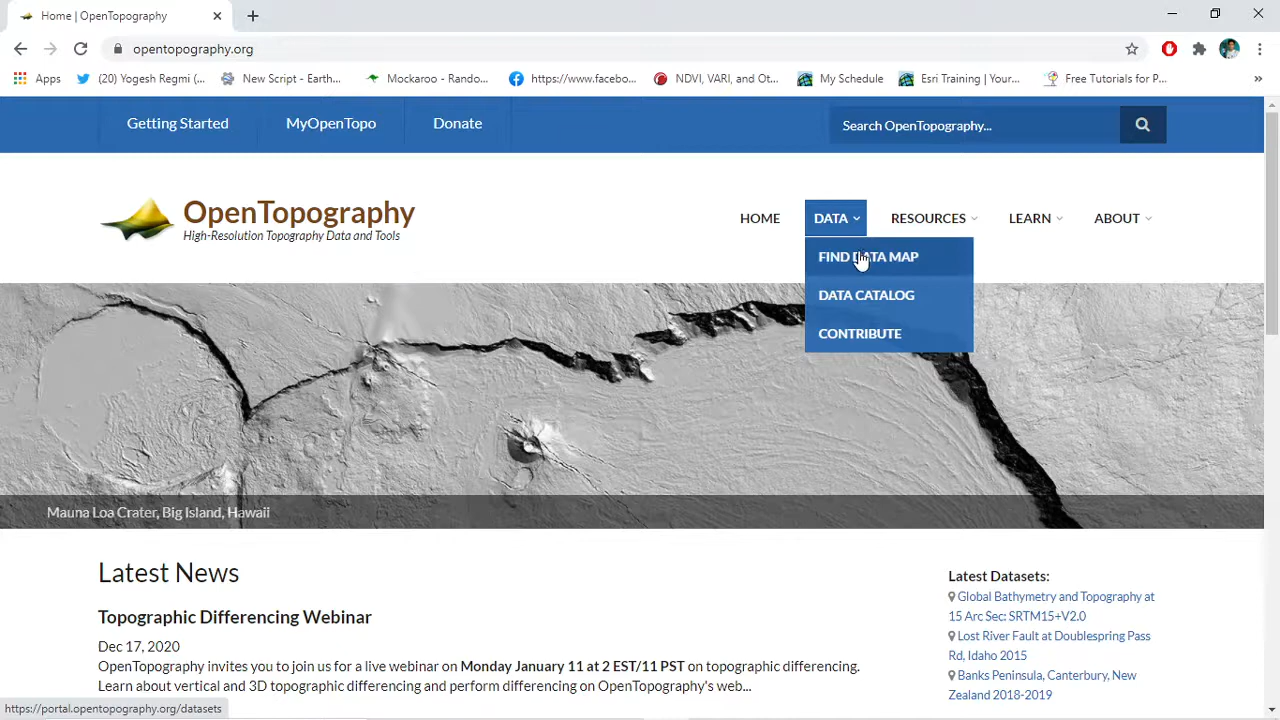 Home | OpenTopography
opentopography.org
Apps
(20) Yogesh Regmi (...
New Script - Earth...
Mockaroo - Rando...
https://www.facebo...
NDVI, VARI, and Ot...
My Schedule
Esri Training | Your...
Free Tutorials for P...
»
Getting Started
MyOpenTopo
Donate
Search OpenTopography...
OpenTopography
High-Resolution Topography Data and Tools
HOME
DATA
RESOURCES
LEARN
ABOUT
FIND DATA MAP
DATA CATALOG
CONTRIBUTE
Mauna Loa Crater, Big Island, Hawaii
Latest News
Topographic Differencing Webinar
Dec 17, 2020
OpenTopography invites you to join us for a live webinar on Monday January 11 at 2 EST/11 PST on topographic differencing.
Learn about vertical and 3D topographic differencing and perform differencing on OpenTopography's web...
Latest Datasets:
Global Bathymetry and Topography at
15 Arc Sec: SRTM15+V2.0
Lost River Fault at Doublespring Pass
Rd, Idaho 2015
Banks Peninsula, Canterbury, New
Zealand 2018-2019
https://portal.opentopography.org/datasets